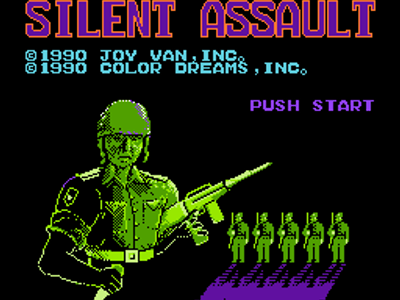 SILENT ASSAULT
©1990 JOY VAN,INC.
©1990 COLOR DREAMS,INC.
PUSH START